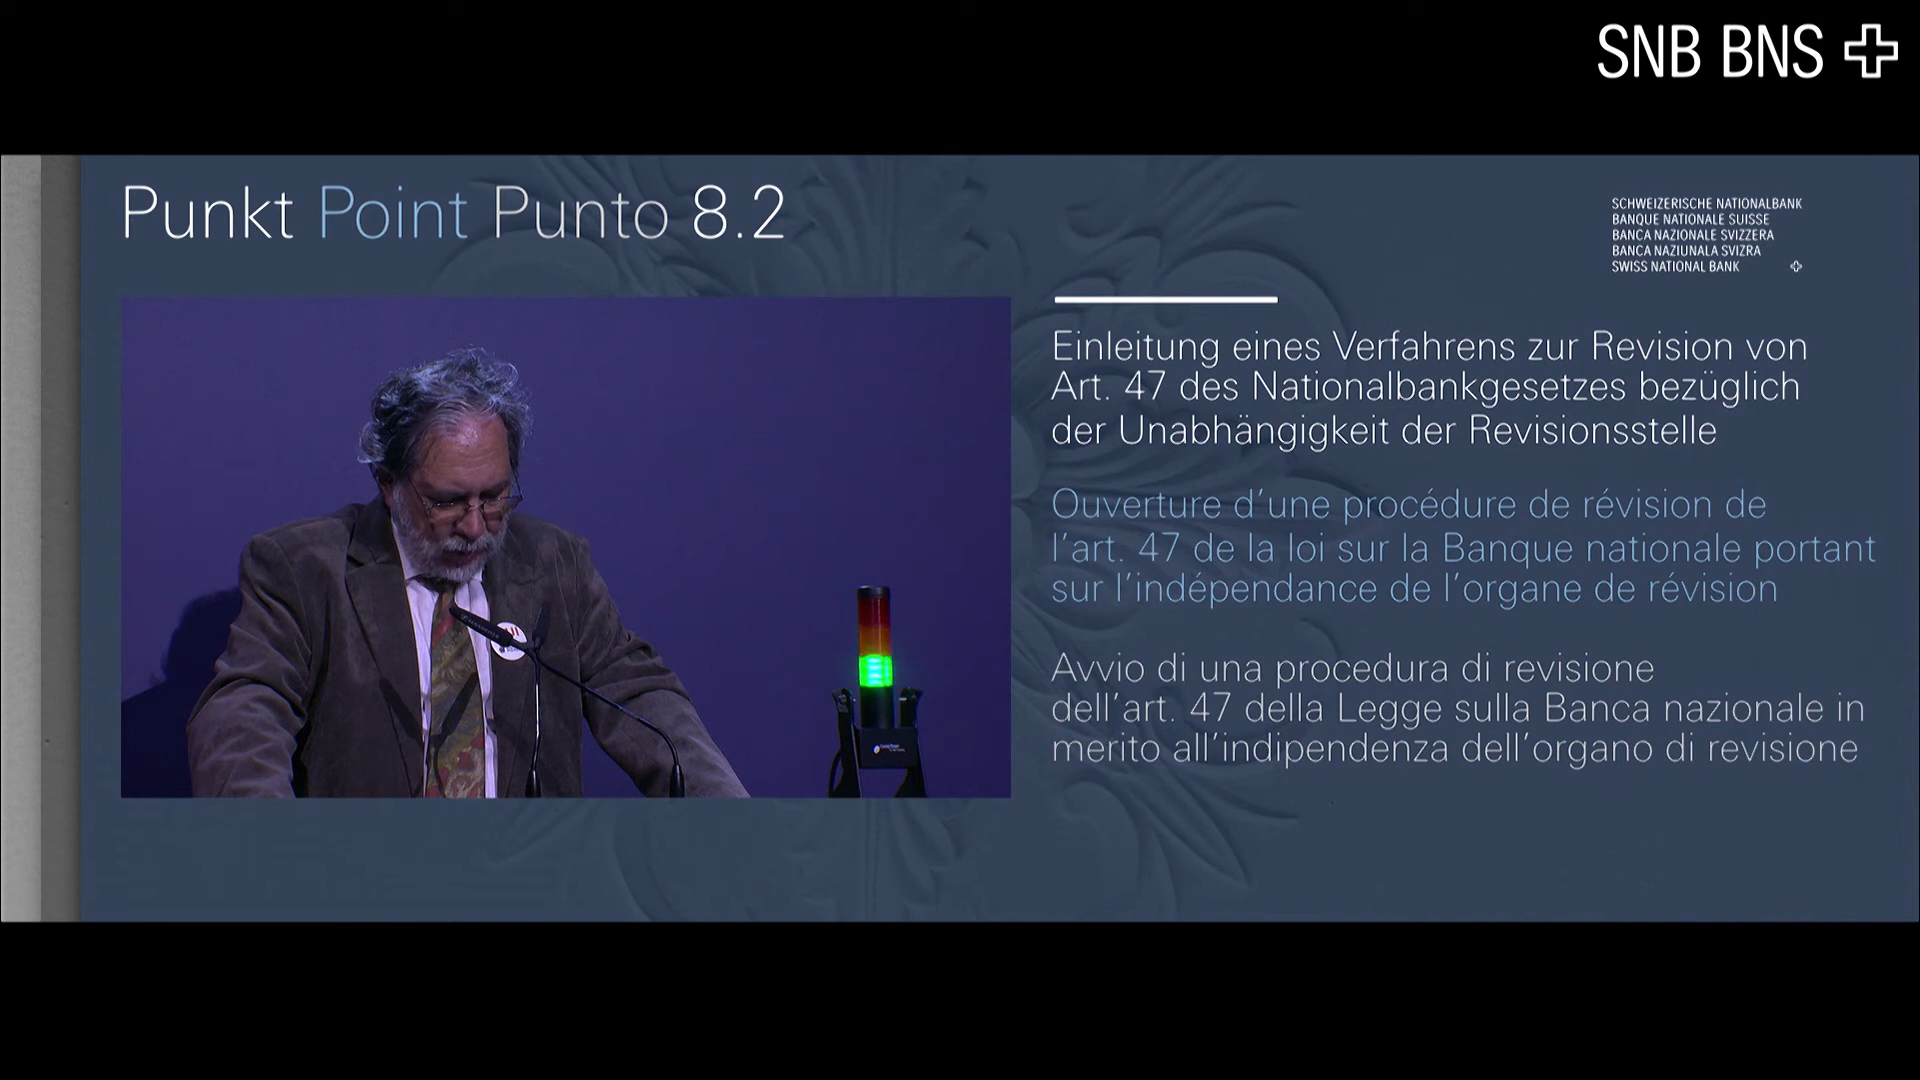 SNB BNS
Punkt Point Punto 8.2
SCHWEIZERISCHE NATIONALBANK
BANQUE NATIONALE SUISSE
BANCA NAZIONALE SVIZZERA
BANCA NAZIUNALA SVIZRA
SWISS NATIONAL BANK
Einleitung eines Verfahrens zur Revision von
Art. 47 des Nationalbankgesetzes bezüglich
der Unabhängigkeit der Revisionsstelle
Ouverture d’une procédure de révision de
l’art. 47 de la loi sur la Banque nationale portant
sur l’indépendance de l’organe de révision
Avvio di una procedura di revisione
dell’art. 47 della Legge sulla Banca nazionale in
merito all’indipendenza dell’organo di revisione